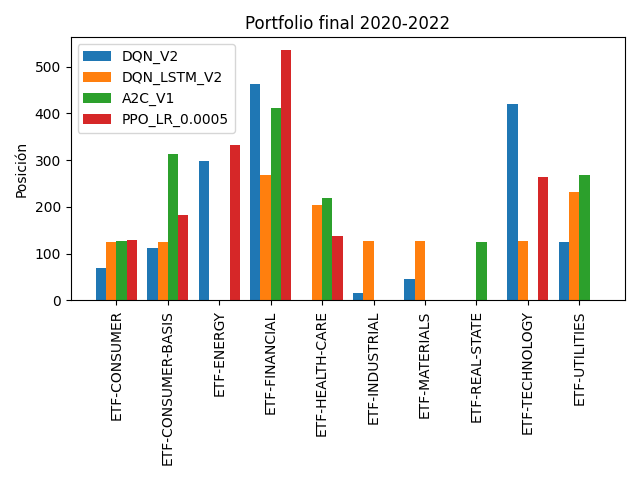 Portfolio final 2020-2022
DQN_V2
DQN_LSTM_V2
A2C_V1
PPO_LR_0.0005
Posición
500
400
300
200
100
0
ETF-CONSUMER
ETF-CONSUMER-BASIS
ETF-ENERGY
ETF-FINANCIAL
ETF-HEALTH-CARE
ETF-INDUSTRIAL
ETF-MATERIALS
ETF-REAL-STATE
ETF-TECHNOLOGY
ETF-UTILITIES